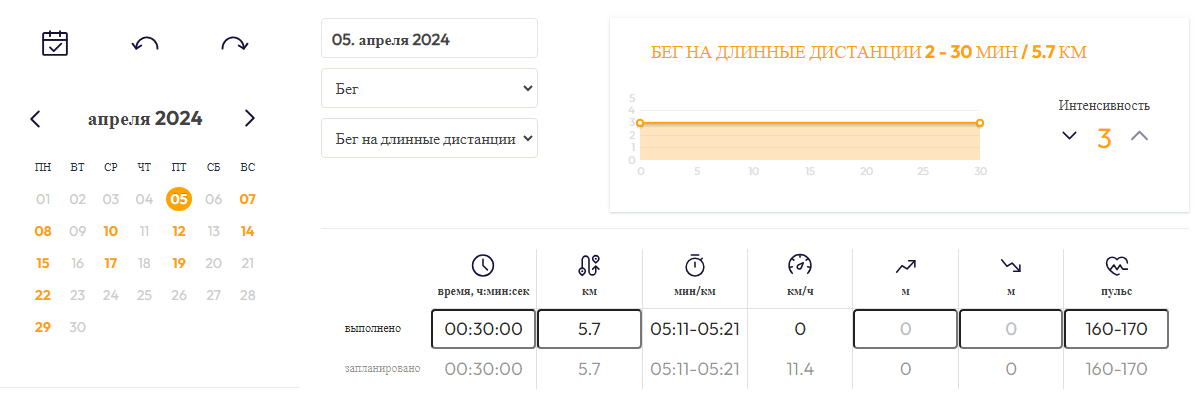 апреля 2024
ПН ВТ СР ЧТ ПТ СБ ВС
01 02 03 04 05 06 07
08 09 10 11 12 13 14
15 16 17 18 19 20 21
22 23 24 25 26 27 28
29 30
05. апреля 2024
Бег
Бег на длинные дистанции
БЕГ НА ДЛИННЫЕ ДИСТАНЦИИ 2 - 30 МИН / 5.7 КМ
5
4
3
2
1
0
0 5 10 15 20 25 30
Интенсивность
3
время, ч:мин:сек км мин/км км/ч м м пульс
выполнено 00:30:00 5.7 05:11-05:21 0 0 0 160-170
запланировано 00:30:00 5.7 05:11-05:21 11.4 0 0 160-170